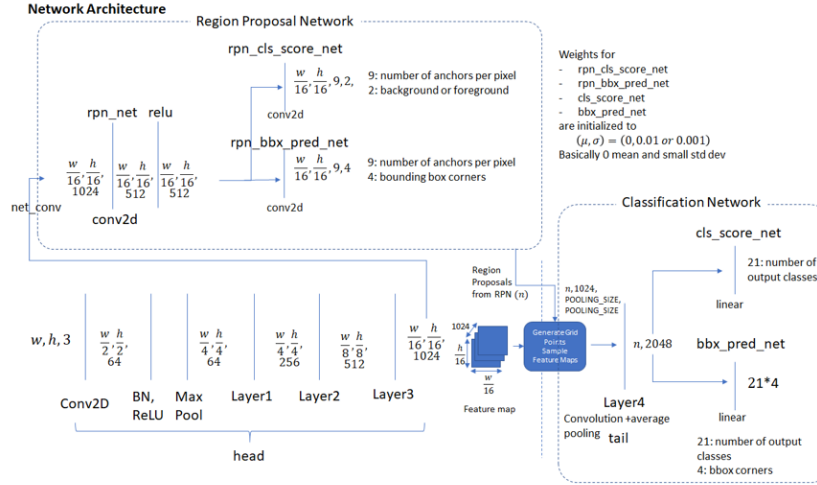 Network Architecture
Region Proposal Network
rpn_cls_score_net
w/16, h/16, 9,2,
9: number of anchors per pixel
2: background or foreground
conv2d
rpn_net relu
rpn_bbx_pred_net
w/16, h/16, 1024
w/16, h/16, 512
w/16, h/16, 512
w/16, h/16, 9,4
9: number of anchors per pixel
4: bounding box corners
conv2d
net_conv
conv2d
Weights for
- rpn_cls_score_net
- rpn_bbx_pred_net
- cls_score_net
- bbx_pred_net
are initialized to
(μ, σ) = (0, 0.01 or 0.001)
Basically 0 mean and small std dev
Classification Network
cls_score_net
21: number of
output classes
linear
Region
Proposals
from RPN (n)
n, 1024,
POOLING_SIZE,
POOLING_SIZE
w, h, 3
w/2, h/2, 64
w/4, h/4, 64
w/4, h/4, 256
w/8, h/8, 512
w/16, h/16, 1024
1024
h/16
w/16
Feature map
Generate Grid
Points
Sample
Feature Maps
n, 2048
bbx_pred_net
21*4
linear
Conv2D
BN,
ReLU
Max
Pool
Layer1
Layer2
Layer3
head
Layer4
Convolution +average
pooling
tail
21: number of output
classes
4: bbox corners